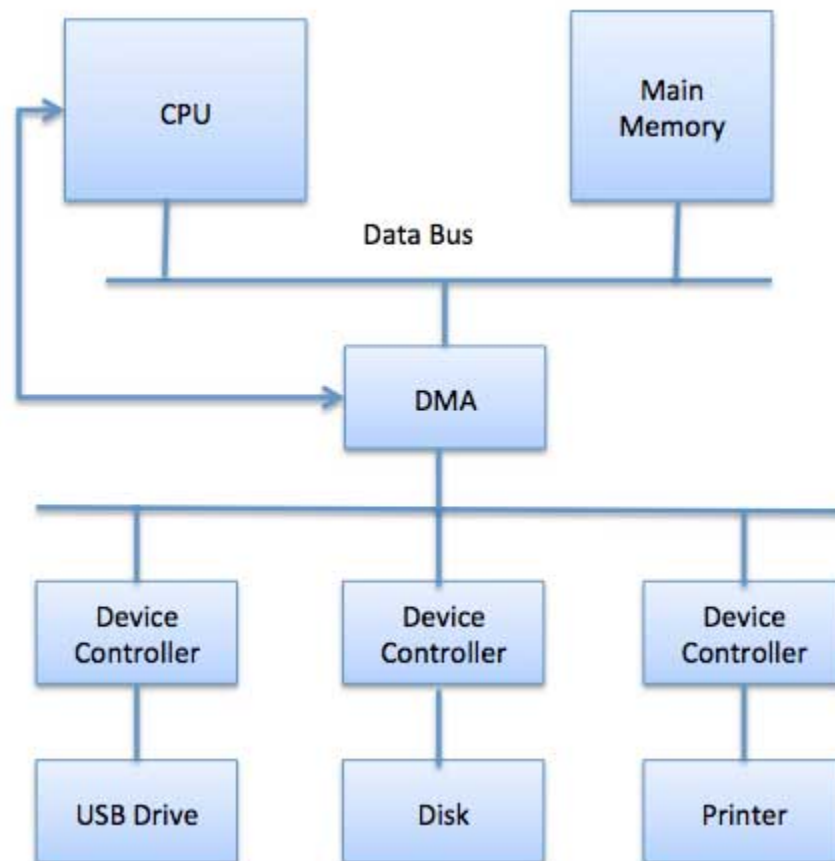 CPU
Main
Memory
Data Bus
DMA
Device
Controller
Device
Controller
Device
Controller
USB Drive
Disk
Printer